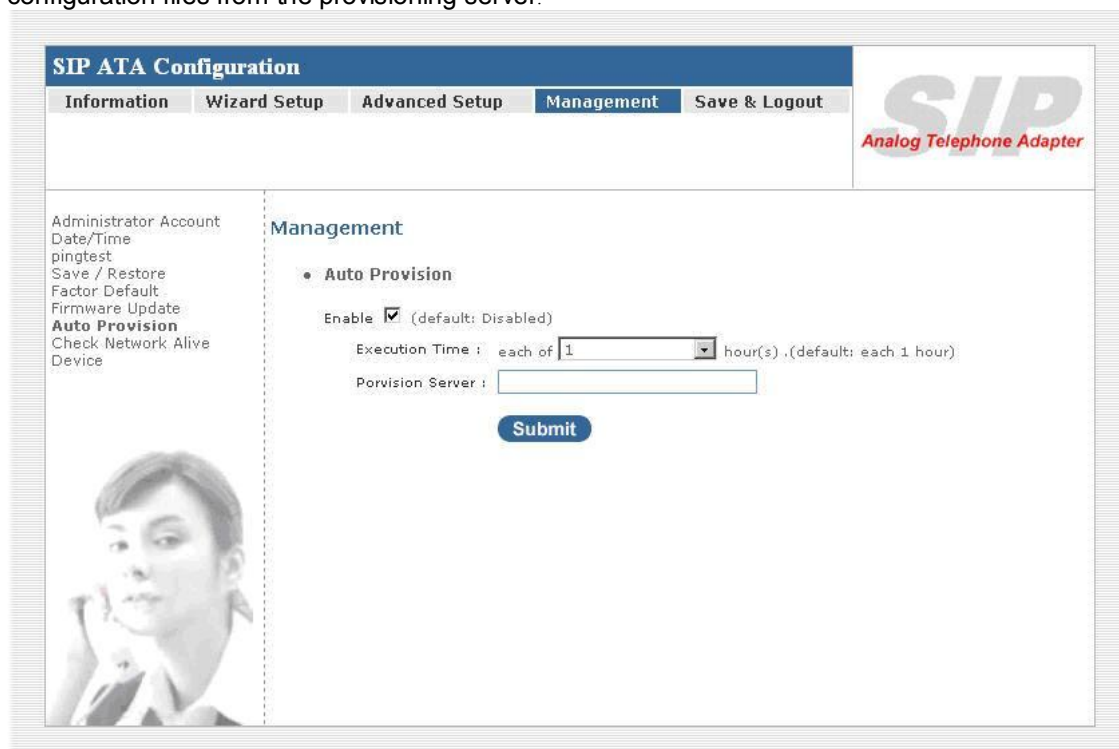 configuration files from the provisioning server.
SIP ATA Configuration
Information Wizard Setup Advanced Setup Management Save & Logout
SIP
Analog Telephone Adapter
Administrator Account
Date/Time
pingtest
Save / Restore
Factor Default
Firmware Update
Auto Provision
Check Network Alive
Device
Management
• Auto Provision
Enable (default: Disabled)
Execution Time : each of 1 hour(s) .(default: each 1 hour)
Porvision Server :
Submit